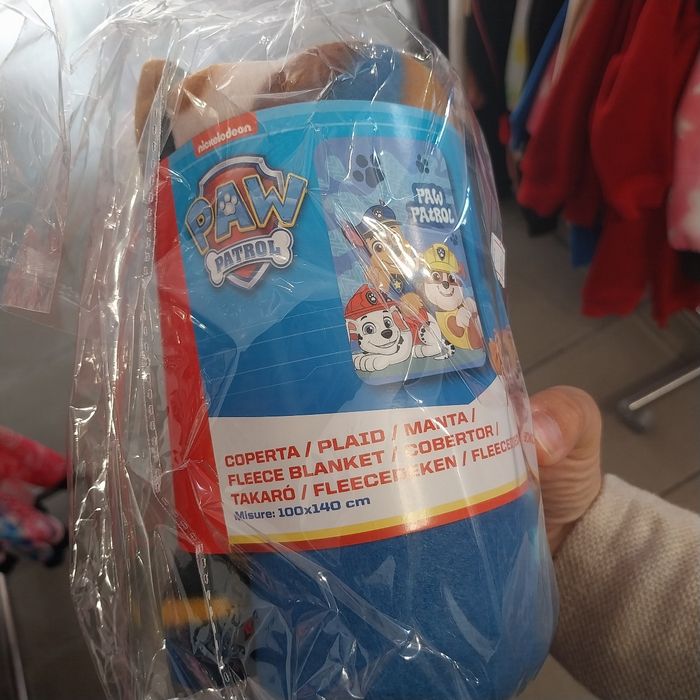 nickelodeon
PAW
PATROL
PAW
PATROL
COPERTA / PLAID / MANTA /
FLEECE BLANKET / COBERTOR /
TAKARÓ / FLEECEDEKEN /
Misure: 100x140 cm